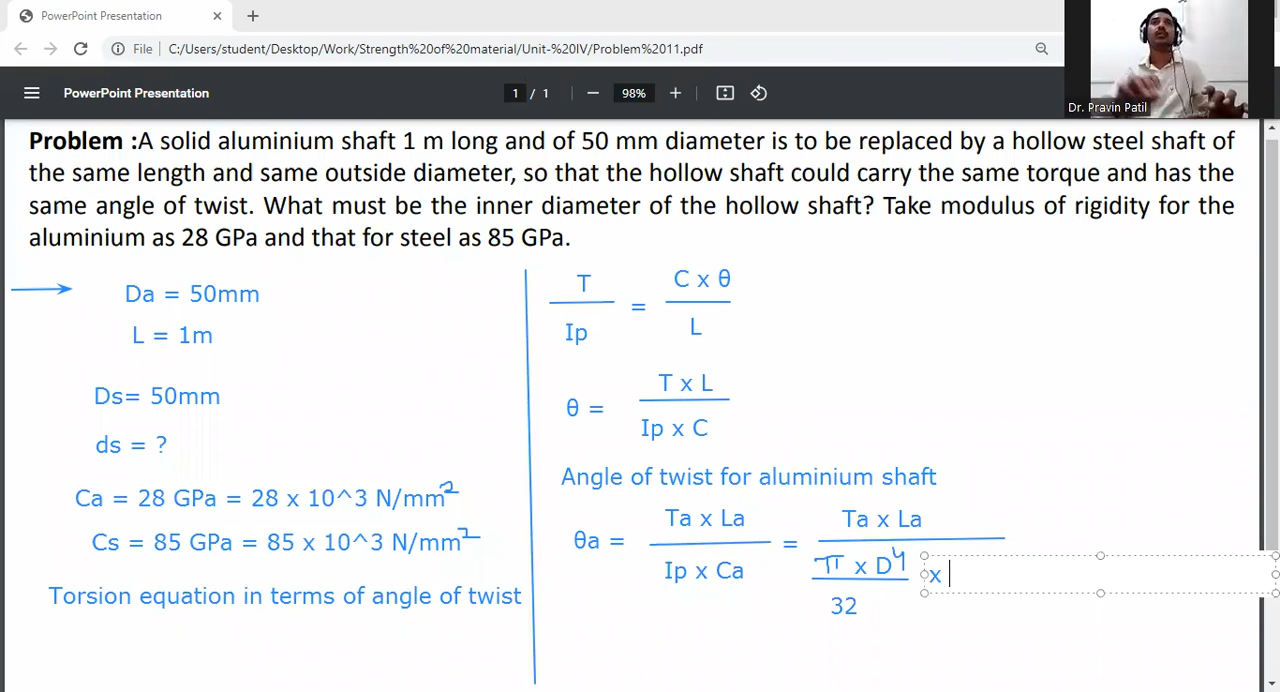 PowerPoint Presentation
File C:/Users/student/Desktop/Work/Strength%20of%20material/Unit-%20IV/Problem%2011.pdf
PowerPoint Presentation 1 / 1 98%
Dr. Pravin Patil
Problem :A solid aluminium shaft 1 m long and of 50 mm diameter is to be replaced by a hollow steel shaft of
the same length and same outside diameter, so that the hollow shaft could carry the same torque and has the
same angle of twist. What must be the inner diameter of the hollow shaft? Take modulus of rigidity for the
aluminium as 28 GPa and that for steel as 85 GPa.
Da = 50mm
L = 1m
Ds= 50mm
ds = ?
Ca = 28 GPa = 28 x 10^3 N/mm2
Cs = 85 GPa = 85 x 10^3 N/mm2
Torsion equation in terms of angle of twist
T C x θ
=
Ip L
T x L
θ =
Ip x C
Angle of twist for aluminium shaft
Ta x La Ta x La
θa = =
Ip x Ca π x D4 x
32